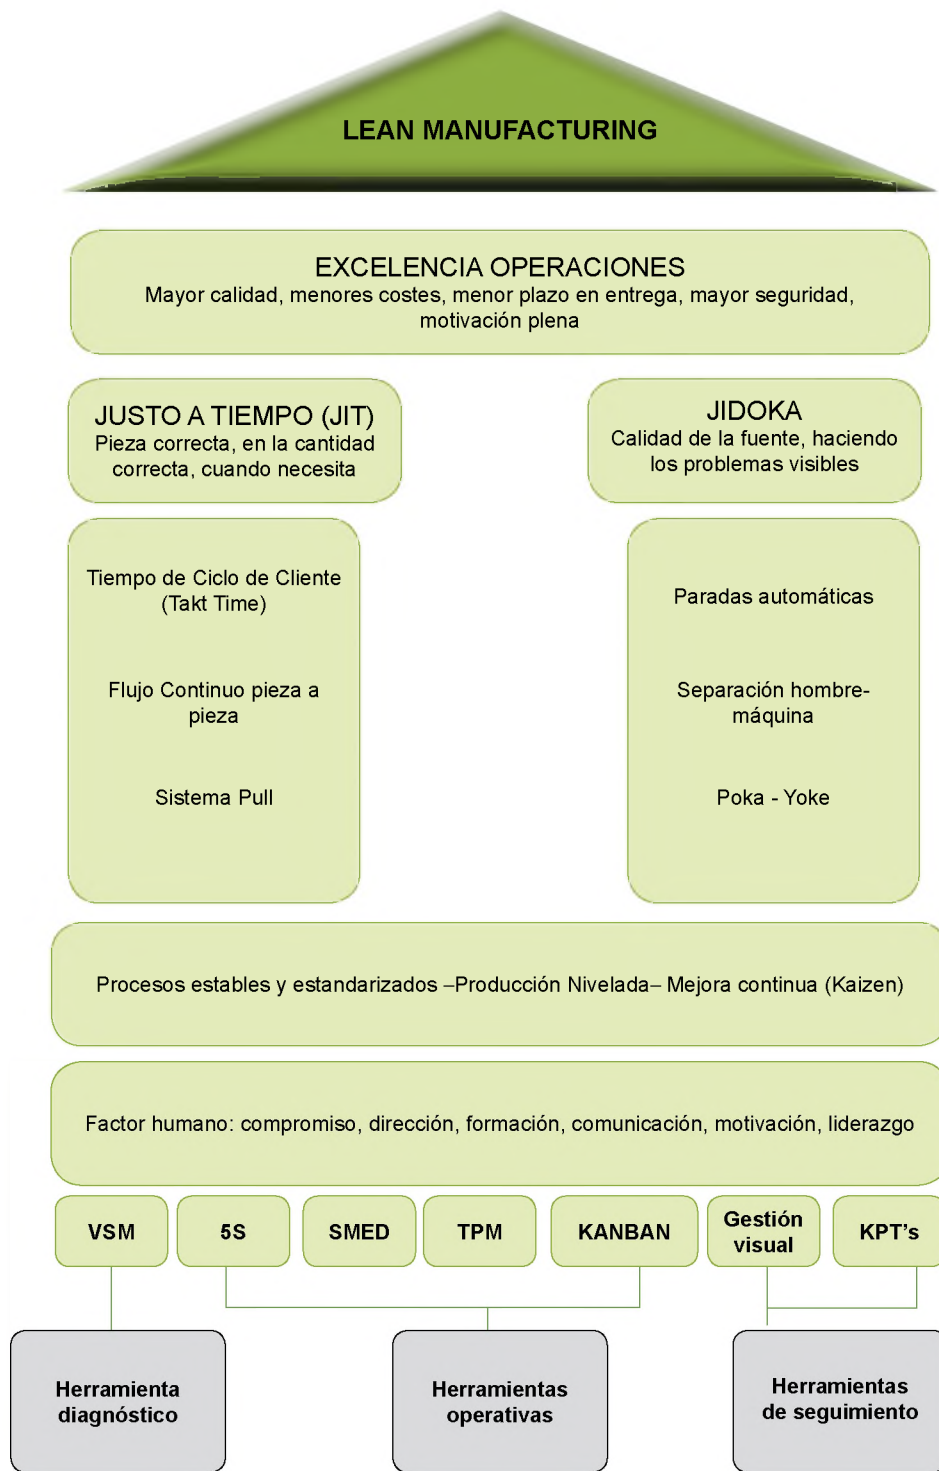 LEAN MANUFACTURING
EXCELENCIA OPERACIONES
Mayor calidad, menores costes, menor plazo en entrega, mayor seguridad,
motivación plena
JUSTO A TIEMPO (JIT)
Pieza correcta, en la cantidad
correcta, cuando necesita
JIDOKA
Calidad de la fuente, haciendo
los problemas visibles
Tiempo de Ciclo de Cliente
(Takt Time)
Flujo Continuo pieza a
pieza
Sistema Pull
Paradas automáticas
Separación hombre-
máquina
Poka - Yoke
Procesos estables y estandarizados –Producción Nivelada– Mejora continua (Kaizen)
Factor humano: compromiso, dirección, formación, comunicación, motivación, liderazgo
VSM
5S
SMED
TPM
KANBAN
Gestión
visual
KPT's
Herramienta
diagnóstico
Herramientas
operativas
Herramientas
de seguimiento